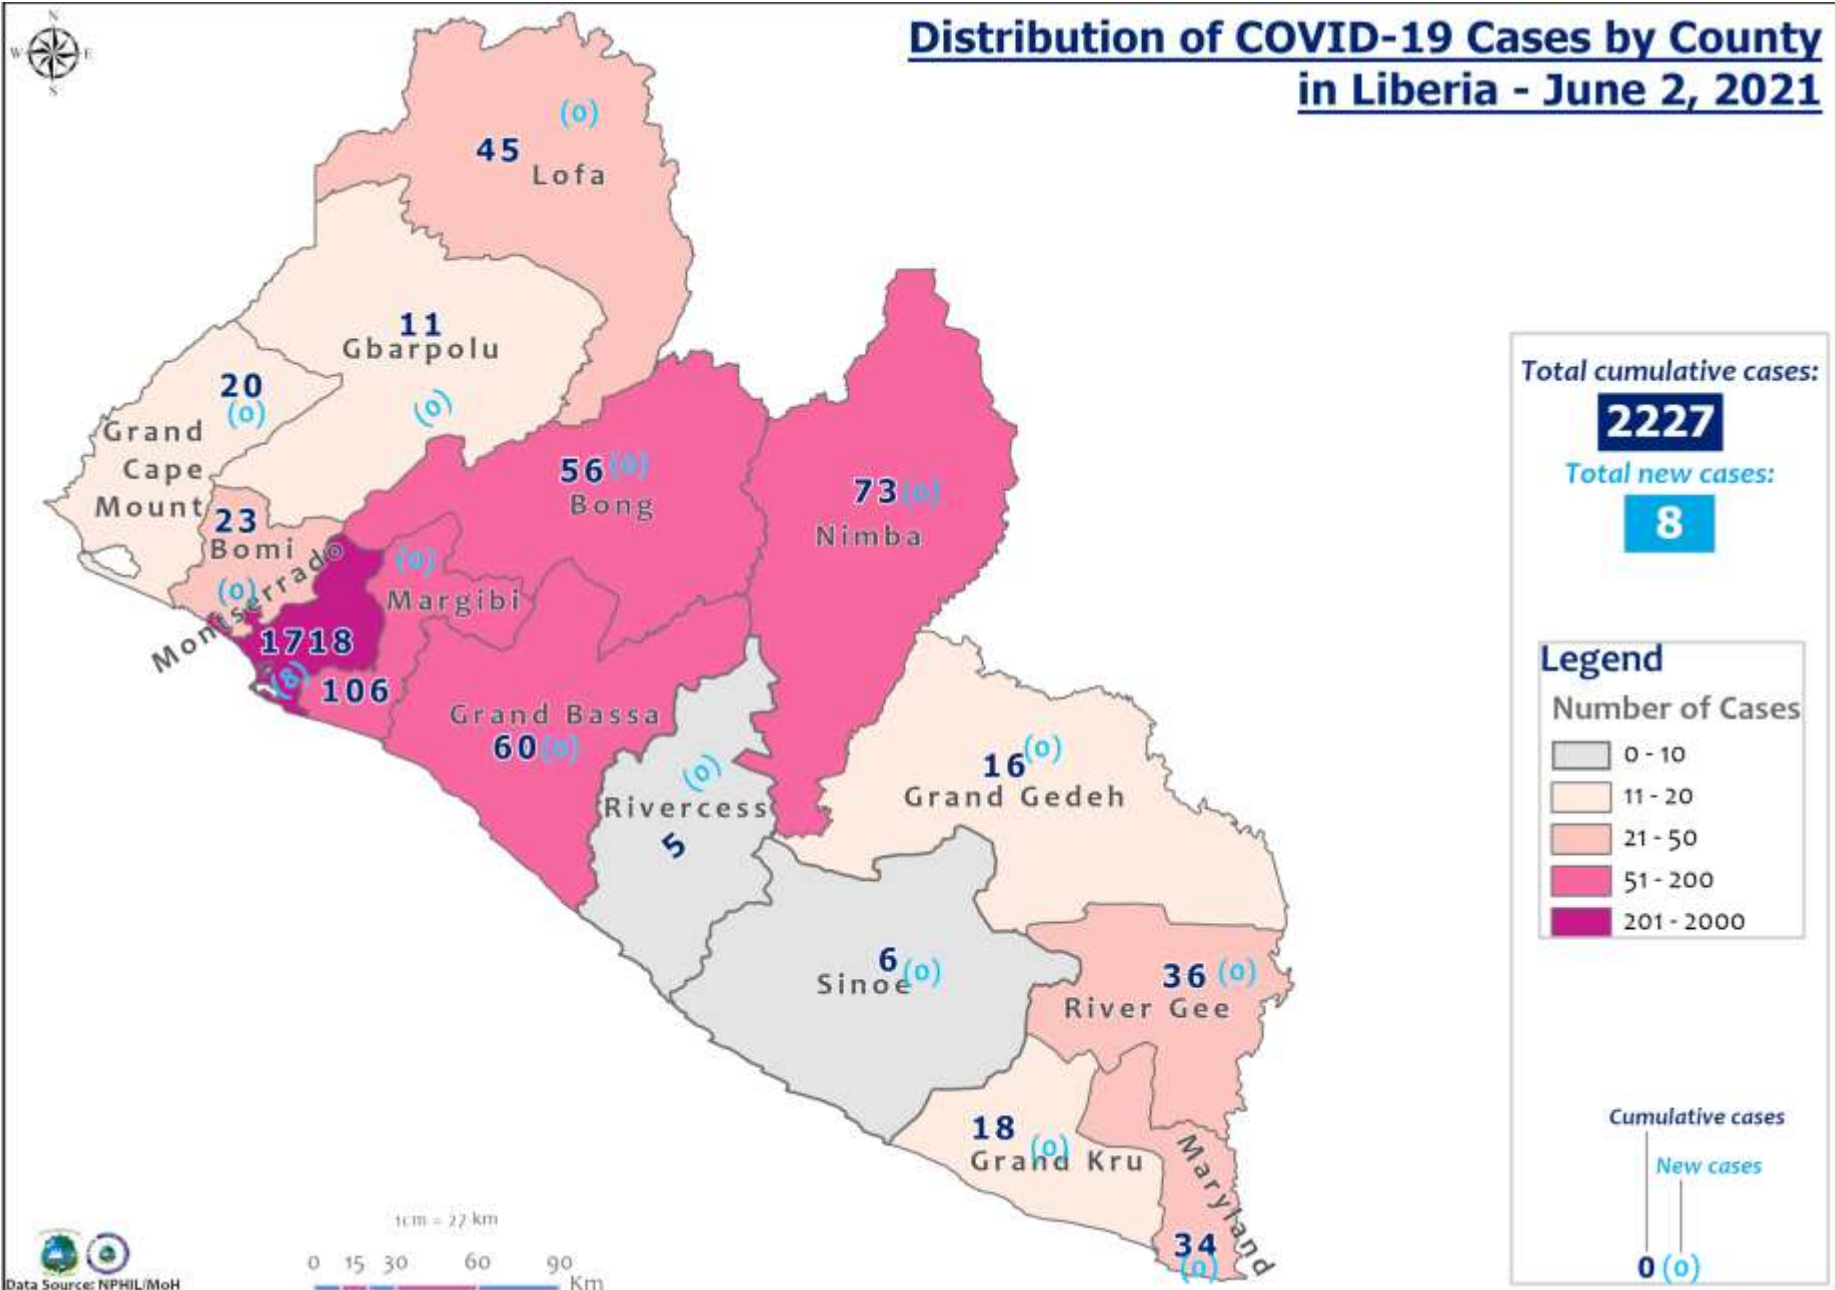 Distribution of COVID-19 Cases by County
in Liberia - June 2, 2021
N
W E
S
(0)
45
Lofa
11
Gbarpolu
(0)
20
(0)
Grand
Cape
Mount
23
Bomi
(0)
Montserrado
1718
(8)
(0)
Margibi
106
56 (0)
Bong
73 (0)
Nimba
Grand Bassa
60 (0)
(0)
Rivercess
5
16 (0)
Grand Gedeh
6 (0)
Sinoe
36 (0)
River Gee
18 (0)
Grand Kru
Maryland
34
(0)
Total cumulative cases:
2227
Total new cases:
8
Legend
Number of Cases
0 - 10
11 - 20
21 - 50
51 - 200
201 - 2000
Cumulative cases
New cases
0 (0)
1cm = 27 km
0 15 30 60 90
Km
Data Source: NPHIL/MoH